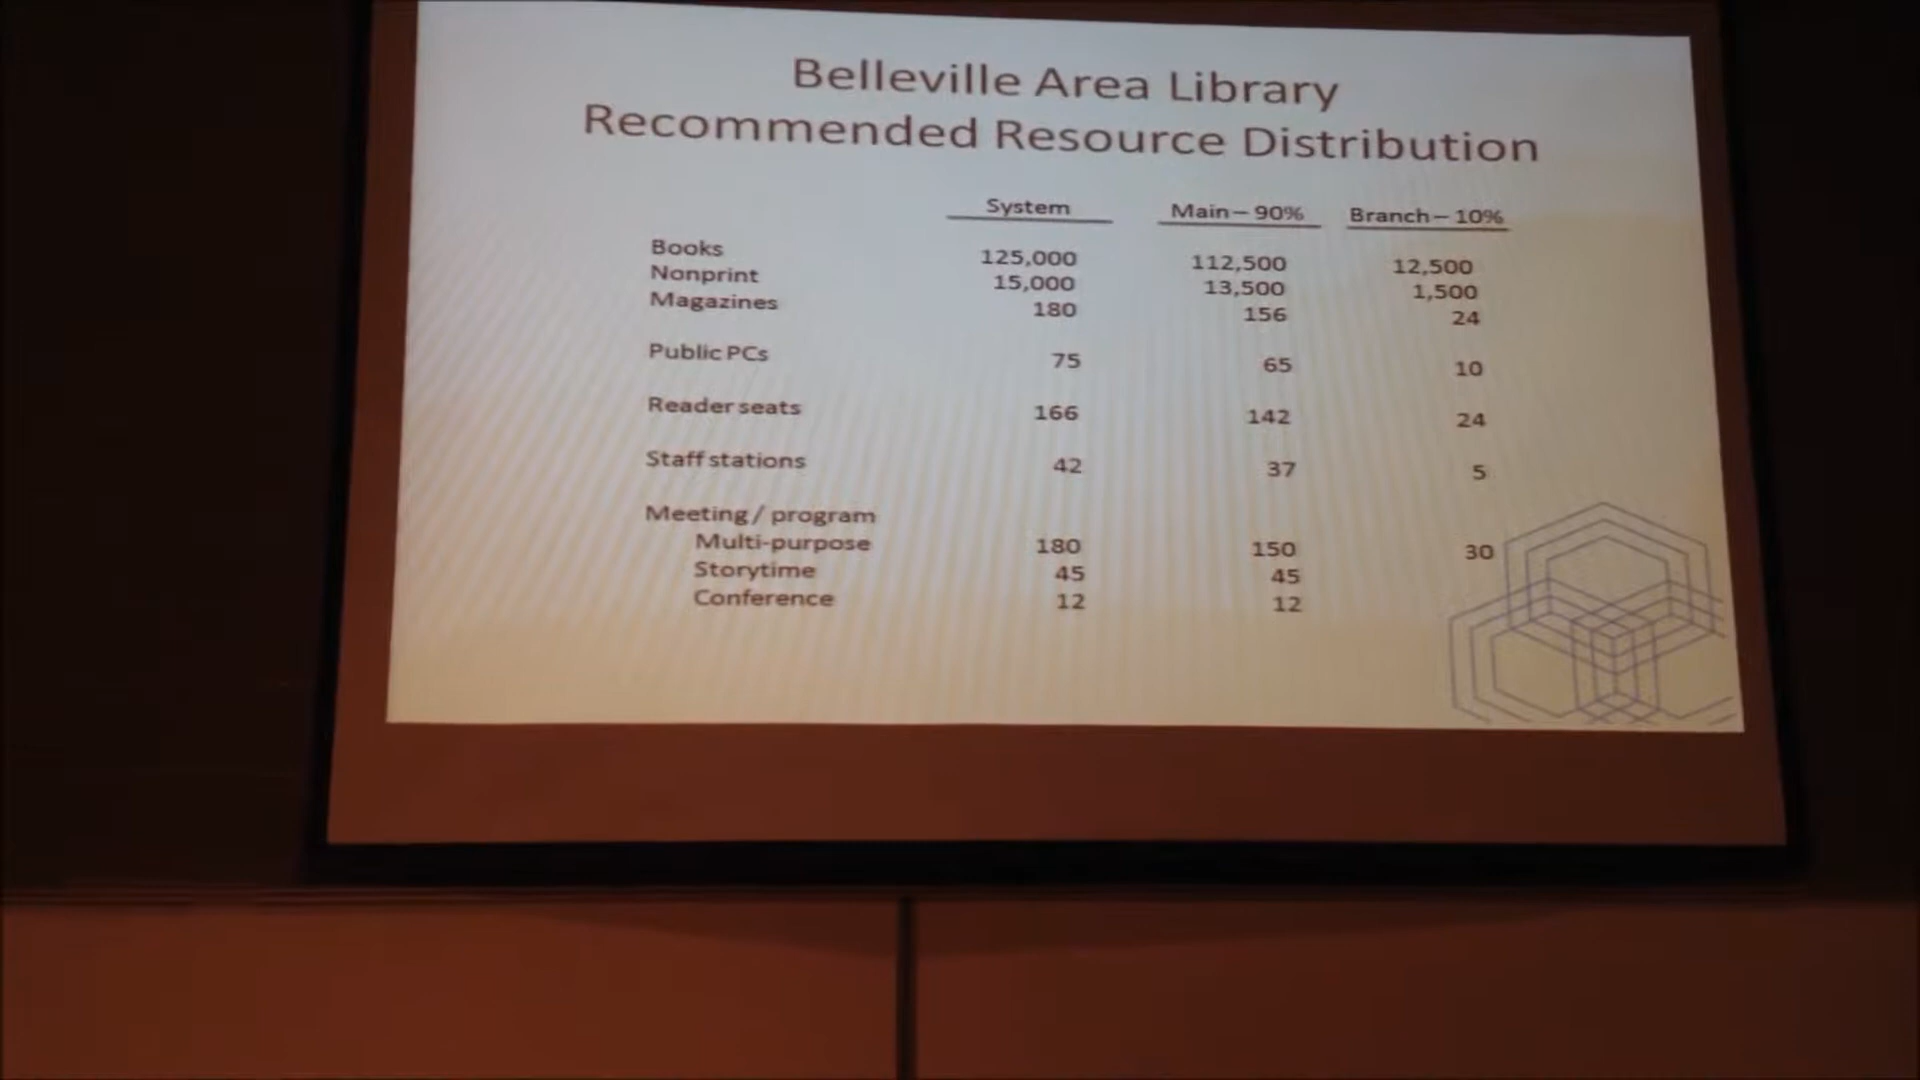 Belleville Area Library
Recommended Resource Distribution
System Main – 90% Branch – 10%
Books 125,000 112,500 12,500
Nonprint 15,000 13,500 1,500
Magazines 180 156 24
Public PCs 75 65 10
Reader seats 166 142 24
Staff stations 42 37 5
Meeting / program
Multi-purpose 180 150 30
Storytime 45 45
Conference 12 12